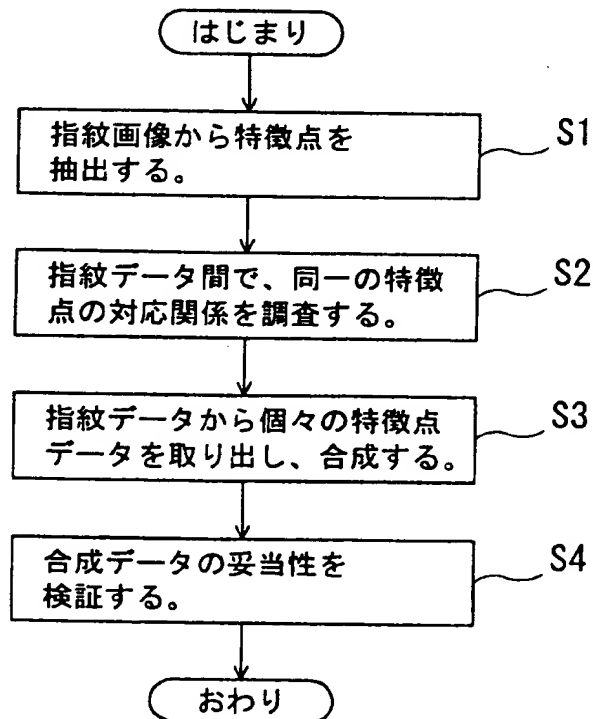 はじまり
指紋画像から特徴点を
抽出する。
S1
指紋データ間で、同一の特徴
点の対応関係を調査する。
S2
指紋データから個々の特徴点
データを取り出し、合成する。
S3
合成データの妥当性を
検証する。
S4
おわり